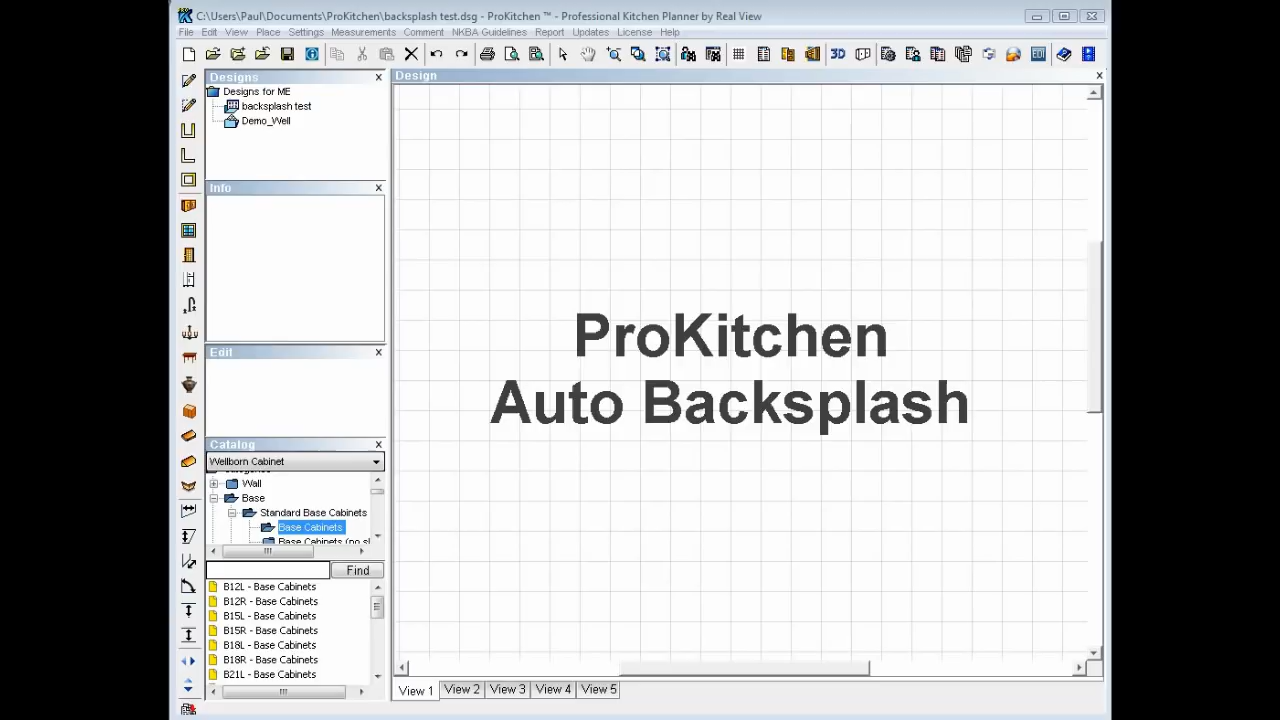 C:\Users\Paul\Documents\ProKitchen\backsplash test.dsg - ProKitchen ™ - Professional Kitchen Planner by Real View
File Edit View Place Settings Measurements Comment NKBA Guidelines Report Updates License Help
3D
Designs x
Designs for ME
backsplash test
Demo_Well
Info x
Edit x
Catalog x
Wellborn Cabinet
Wall
Base
Standard Base Cabinets
Base Cabinets
Find
B12L - Base Cabinets
B12R - Base Cabinets
B15L - Base Cabinets
B15R - Base Cabinets
B18L - Base Cabinets
B18R - Base Cabinets
B21L - Base Cabinets
Design x
ProKitchen
Auto Backsplash
View 1 View 2 View 3 View 4 View 5